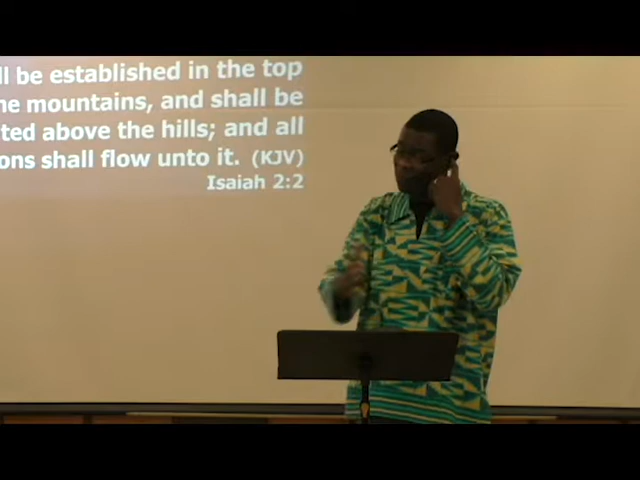 be established in the top
mountains, and shall be
above the hills; and all
shall flow unto it. (KJV)
Isaiah 2:2